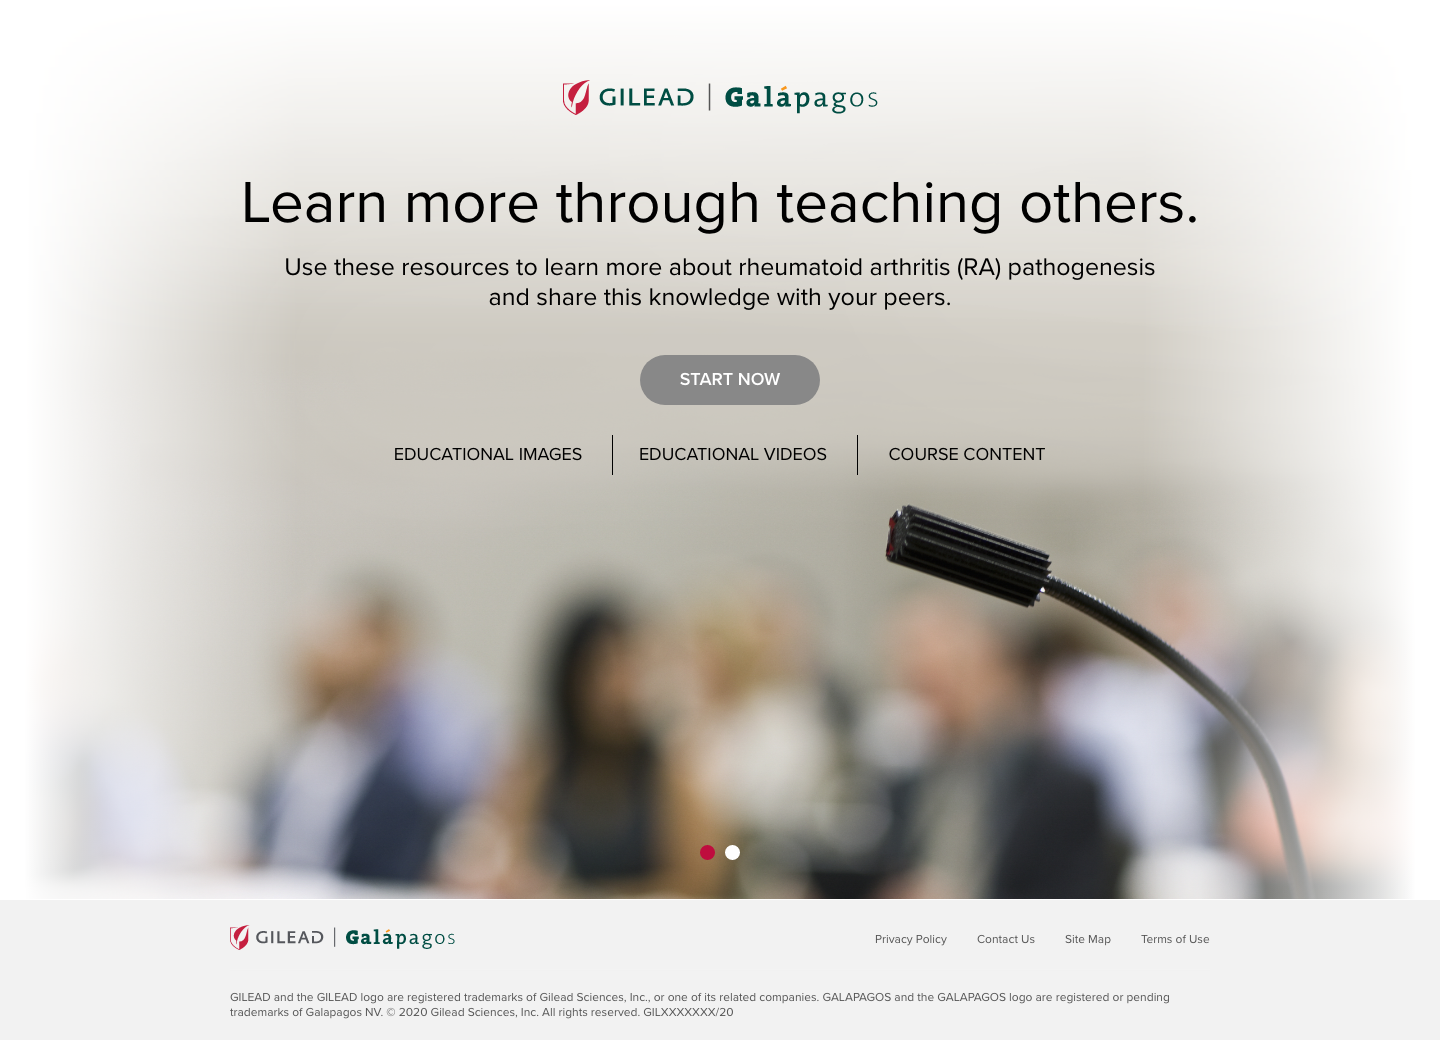 GILEAD | Galápagos
Learn more through teaching others.
Use these resources to learn more about rheumatoid arthritis (RA) pathogenesis
and share this knowledge with your peers.
START NOW
EDUCATIONAL IMAGES
EDUCATIONAL VIDEOS
COURSE CONTENT
GILEAD | Galápagos
Privacy Policy
Contact Us
Site Map
Terms of Use
GILEAD and the GILEAD logo are registered trademarks of Gilead Sciences, Inc., or one of its related companies. GALAPAGOS and the GALAPAGOS logo are registered or pending
trademarks of Galapagos NV. © 2020 Gilead Sciences, Inc. All rights reserved. GILXXXXXXX/20